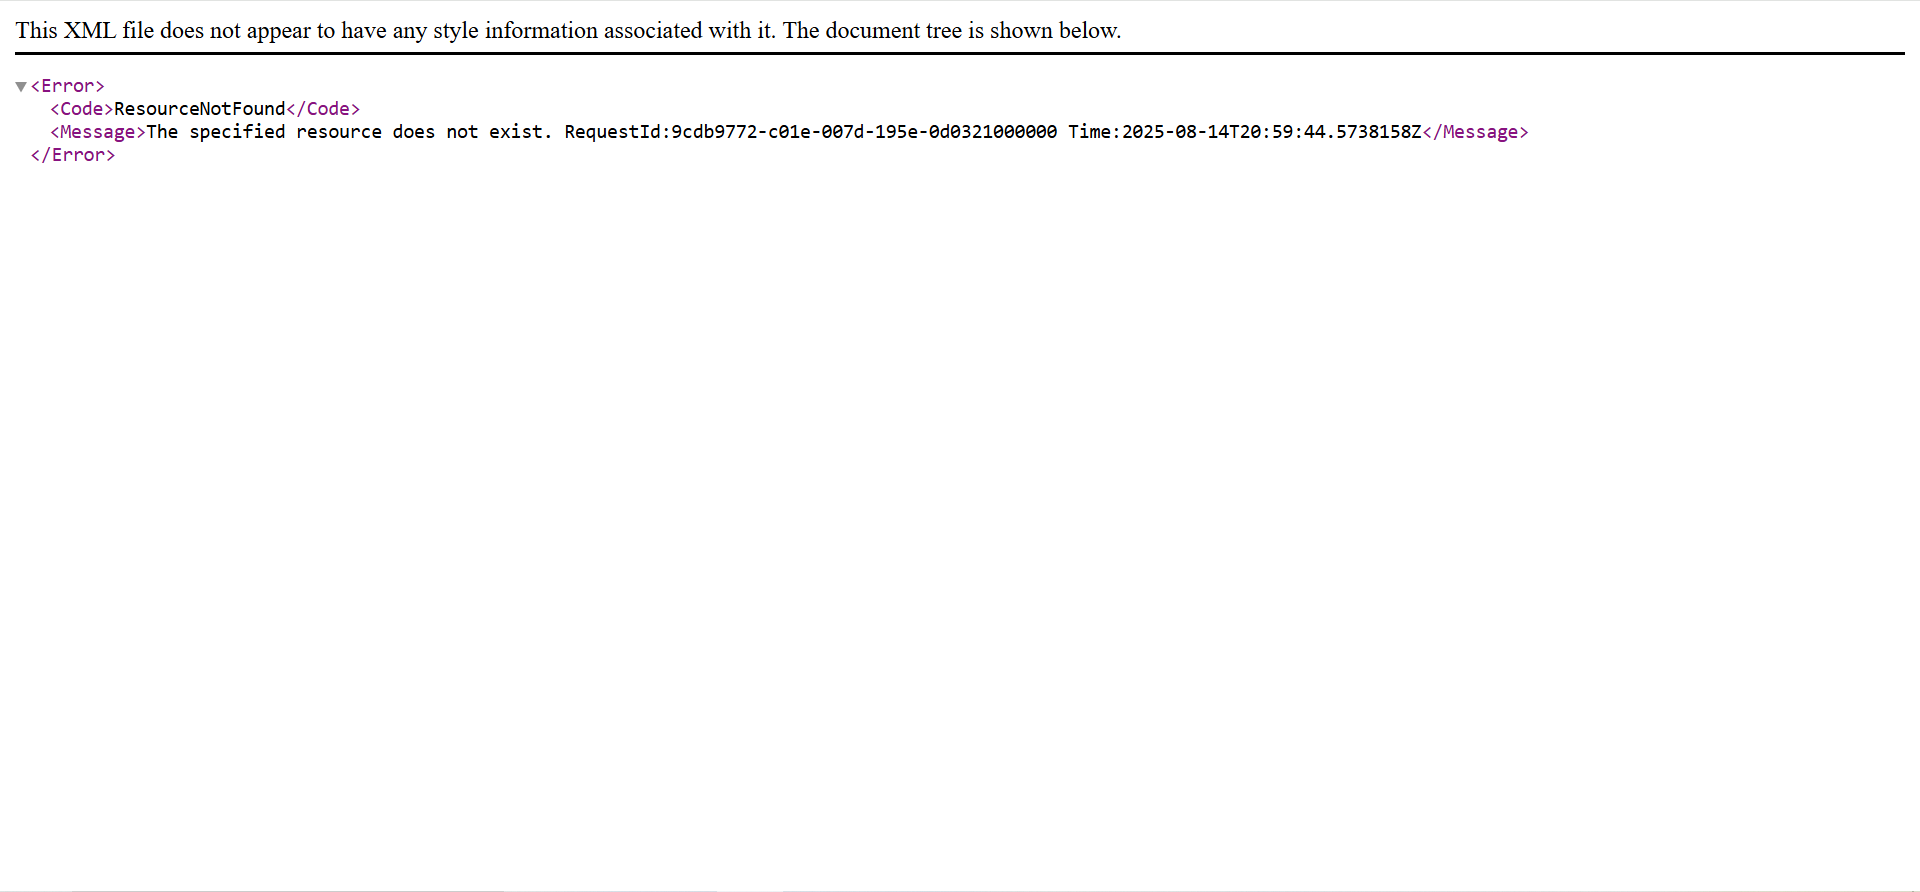 This XML file does not appear to have any style information associated with it. The document tree is shown below.
<Error>
<Code>ResourceNotFound</Code>
<Message>The specified resource does not exist. RequestId:9cdb9772-c01e-007d-195e-0d0321000000 Time:2025-08-14T20:59:44.5738158Z</Message>
</Error>